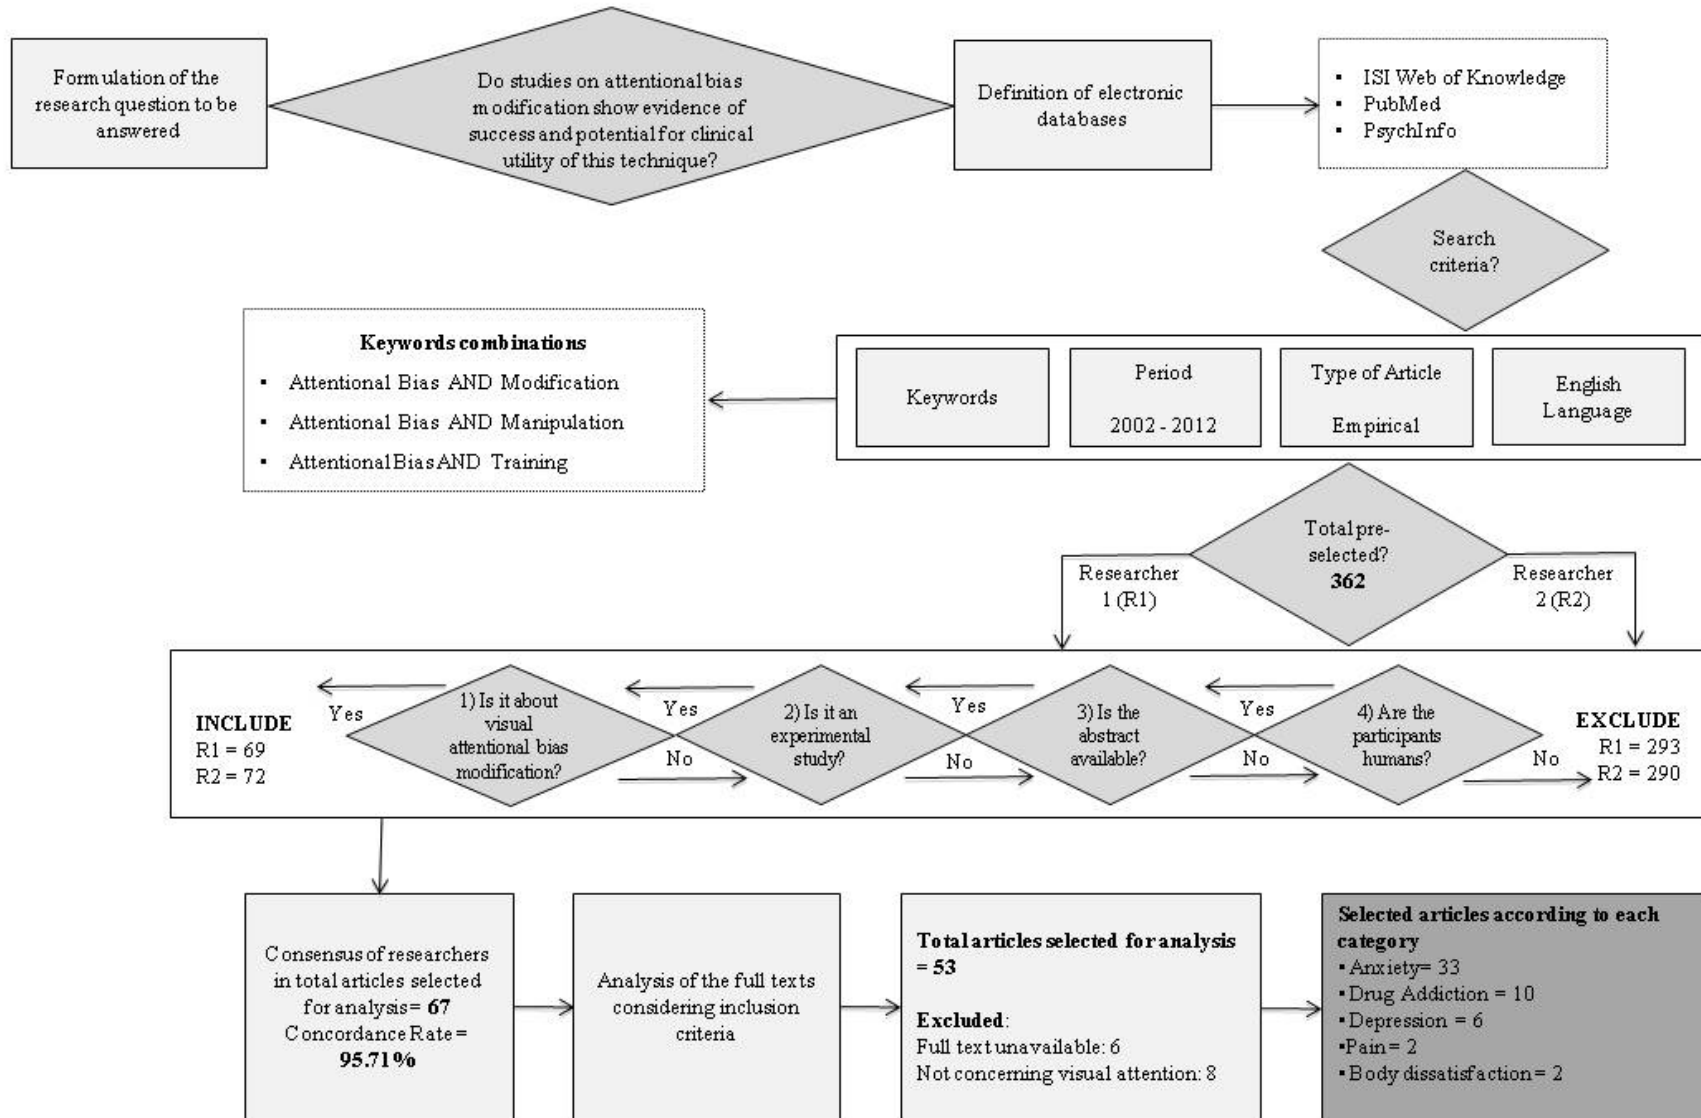 Formulation of the
research question to be
answered
Do studies on attentional bias
modification show evidence of
success and potential for clinical
utility of this technique?
Definition of electronic
databases
▪ ISI Web of Knowledge
▪ PubMed
▪ PsychInfo
Search
criteria?
Keywords combinations
▪ Attentional Bias AND Modification
▪ Attentional Bias AND Manipulation
▪ AttentionalBiasAND Training
Keywords
Period
2002 - 2012
Type of Article
Empirical
English
Language
Total pre-
selected?
362
Researcher
1 (R1)
Researcher
2 (R2)
INCLUDE
R1 = 69
R2 = 72
Yes
1) Is it about
visual
attentional bias
modification?
Yes
No
2) Is it an
experimental
study?
Yes
No
3) Is the
abstract
available?
Yes
No
4) Are the
participants
humans?
No
EXCLUDE
R1 = 293
R2 = 290
Consensus of researchers
in total articles selected
for analysis= 67
Concordance Rate =
95.71%
Analysis of the full texts
considering inclusion
criteria
Total articles selected for analysis
= 53
Excluded:
Full text unavailable: 6
Not concerning visual attention: 8
Selected articles according to each
category
▪ Anxiety= 33
▪ Drug Addiction = 10
▪ Depression = 6
▪Pain= 2
▪ Body dissatisfaction= 2